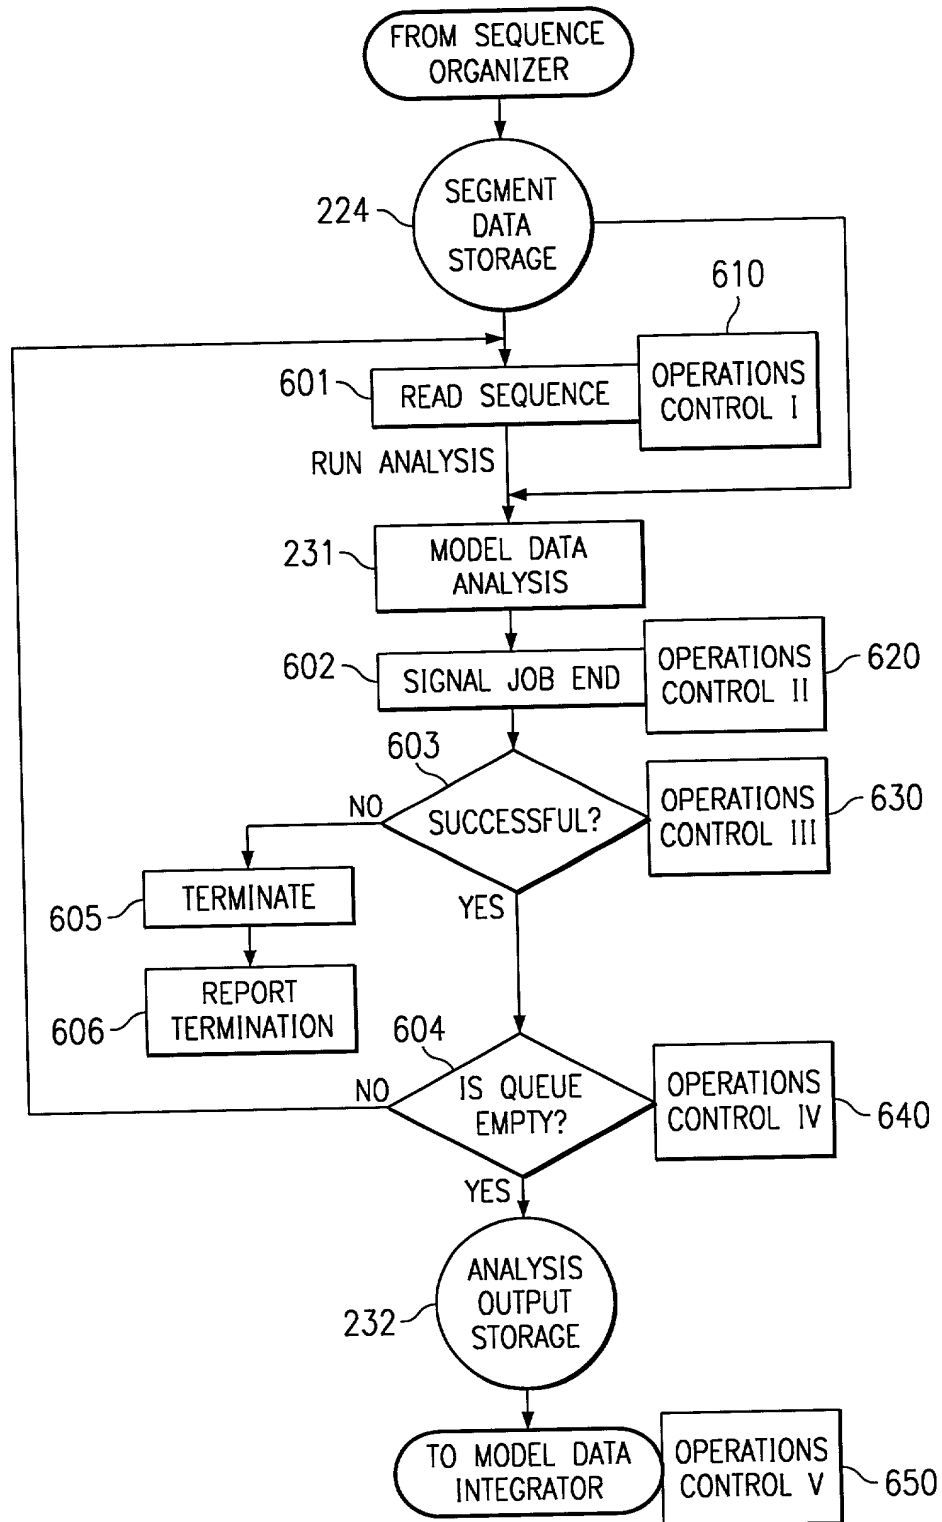 FROM SEQUENCE
ORGANIZER
224
SEGMENT
DATA
STORAGE
610
601
READ SEQUENCE
OPERATIONS
CONTROL I
RUN ANALYSIS
231
MODEL DATA
ANALYSIS
602
SIGNAL JOB END
OPERATIONS
CONTROL II
620
603
NO
SUCCESSFUL?
OPERATIONS
CONTROL III
630
YES
605
TERMINATE
606
REPORT
TERMINATION
604
NO
IS QUEUE
EMPTY?
OPERATIONS
CONTROL IV
640
YES
232
ANALYSIS
OUTPUT
STORAGE
TO MODEL DATA
INTEGRATOR
OPERATIONS
CONTROL V
650